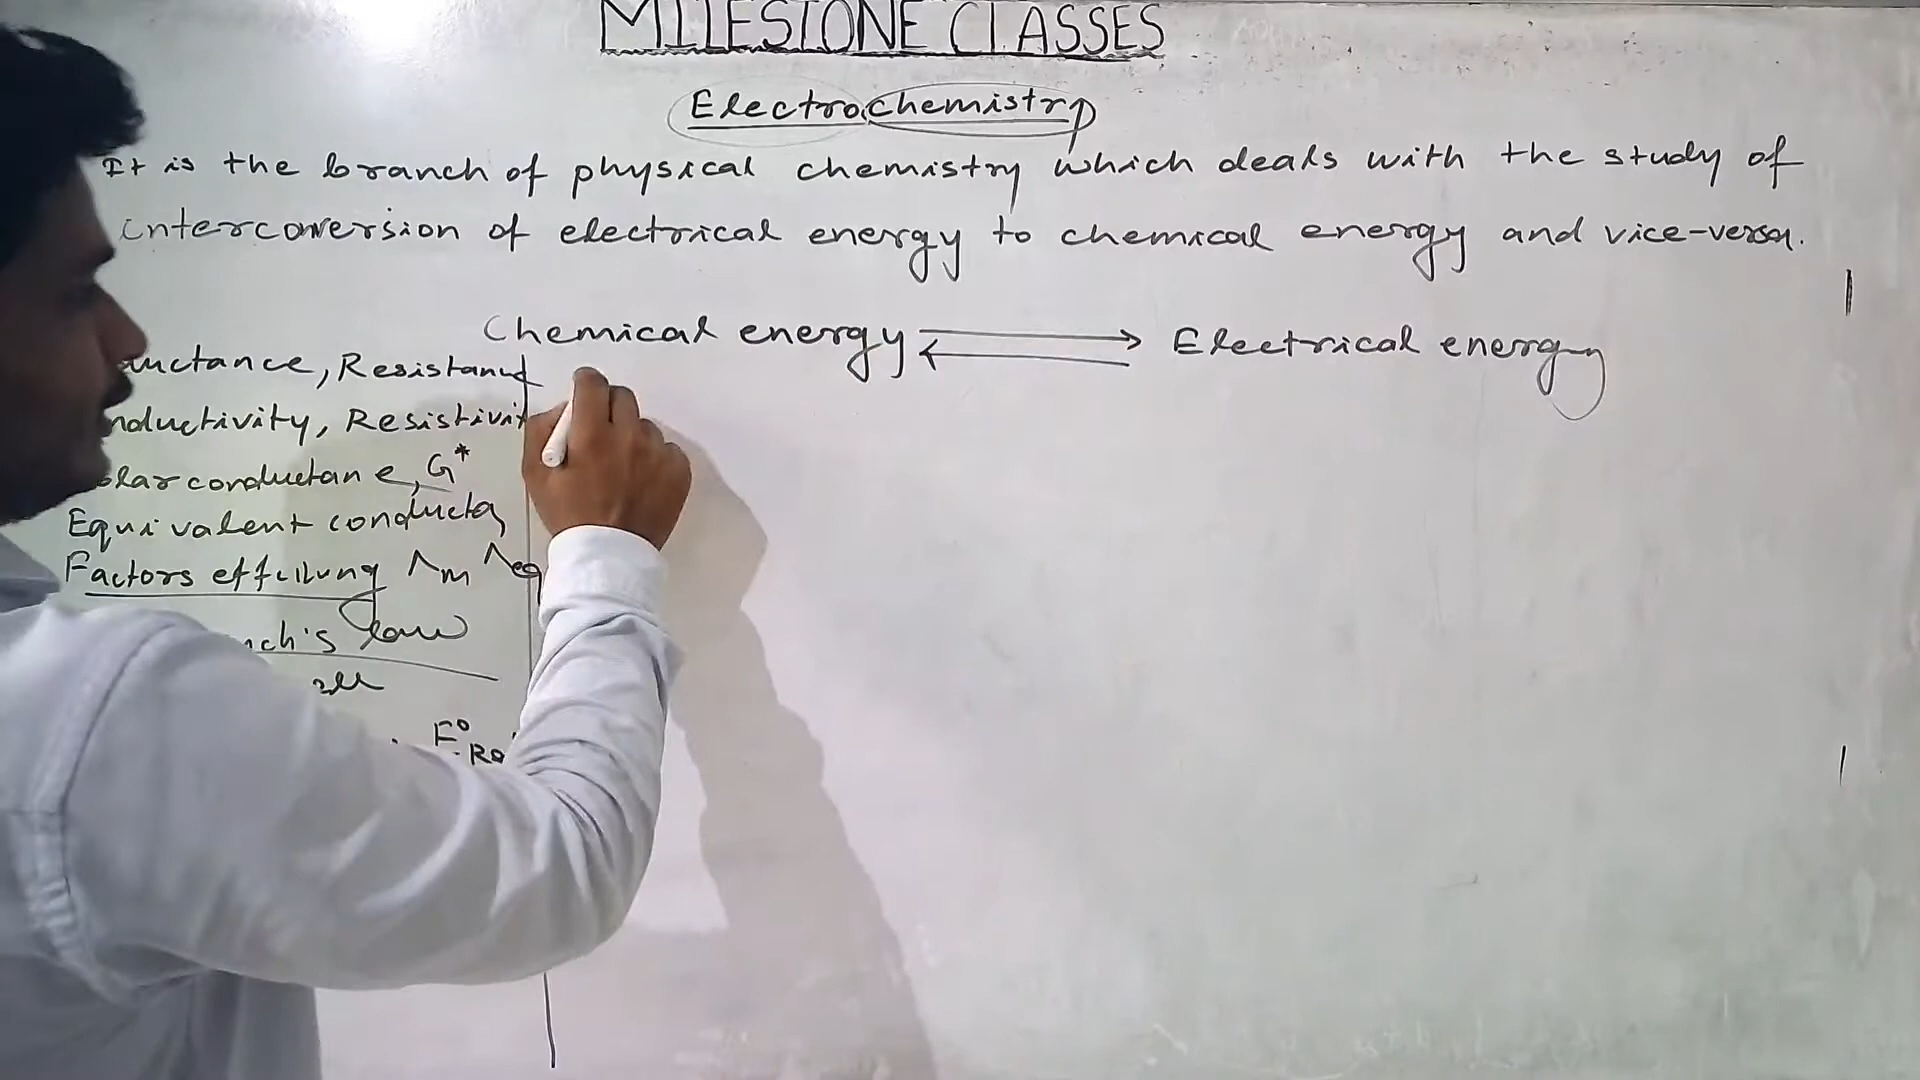 MILESTONE CLASSES
Electrochemistry
It is the branch of physical chemistry which deals with the study of
interconversion of electrical energy to chemical energy and vice-versa.
Chemical energy ⇌ Electrical energy
uctance, Resistance
nductivity, Resistivit
olar conductane, G*
Equivalent conducta
Factors effecting Λm Λeq
nch's law
E°R